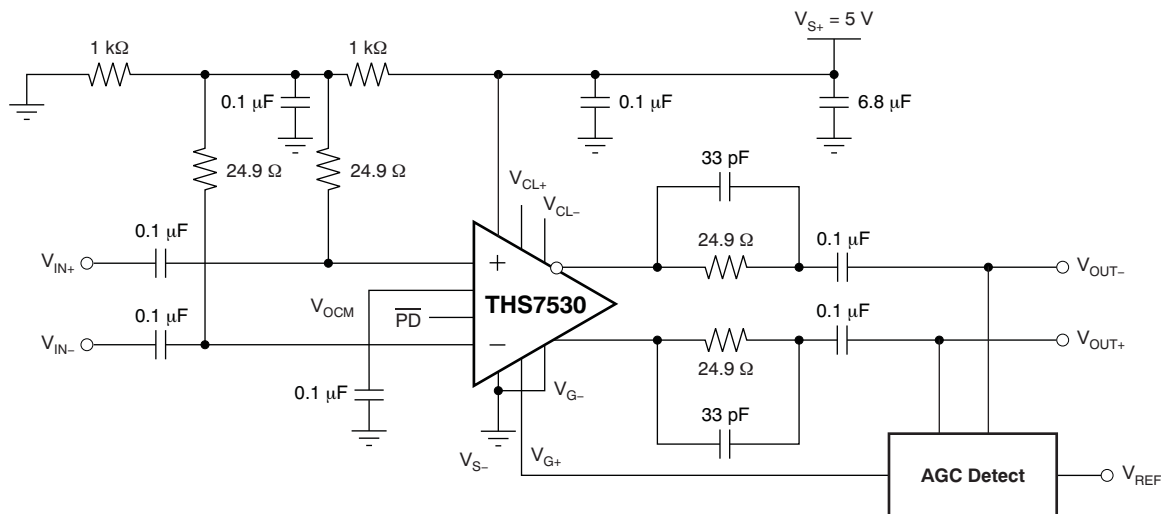 V_S+ = 5 V
1 kΩ
1 kΩ
0.1 µF
0.1 µF
6.8 µF
24.9 Ω
24.9 Ω
33 pF
V_CL+
V_CL−
0.1 µF
24.9 Ω
0.1 µF
V_IN+
+
V_OUT−
THS7530
V_OCM
P̅D̅
0.1 µF
0.1 µF
V_IN−
−
V_OUT+
24.9 Ω
0.1 µF
V_G−
33 pF
V_S−
V_G+
AGC Detect
V_REF